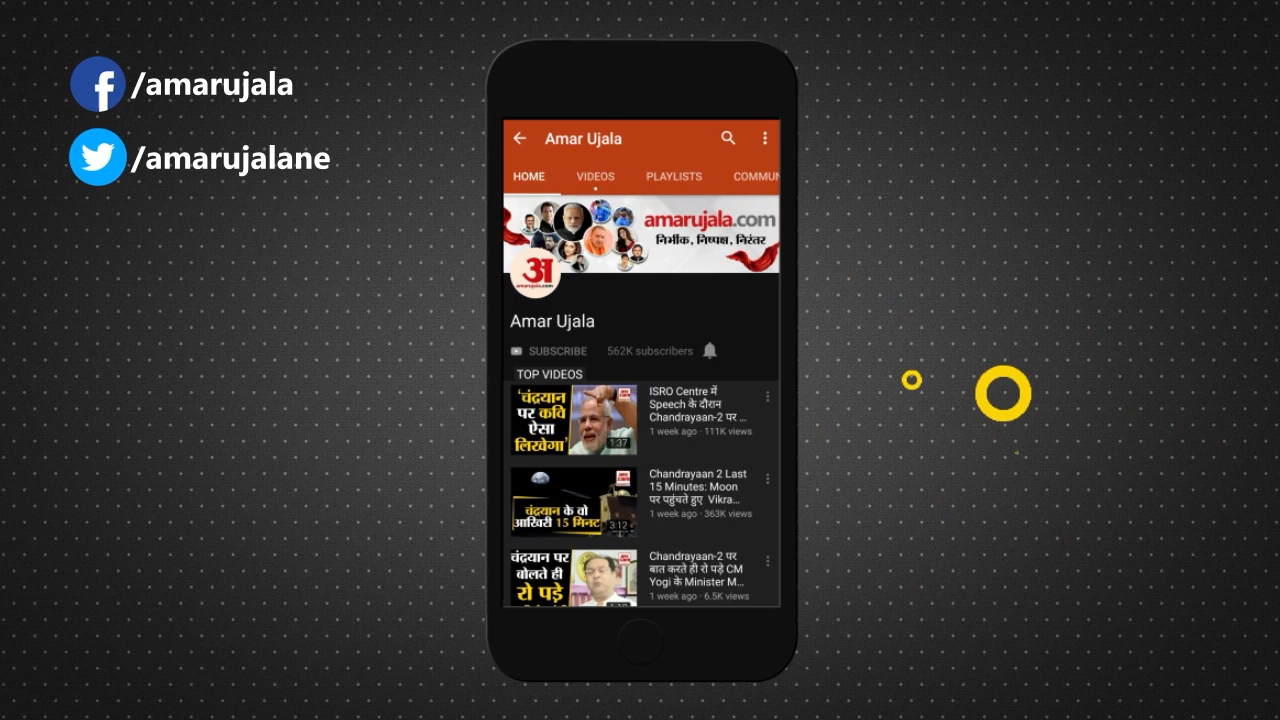 /amarujala
/amarujalane
Amar Ujala
HOME VIDEOS PLAYLISTS COMMUN
amarujala.com
निर्भीक, निष्पक्ष, निरंतर
अ
amarujala.com
Amar Ujala
SUBSCRIBE 562K subscribers
TOP VIDEOS
'चंद्रयान
पर कवि
ऐसा
लिखेगा'
1:37
ISRO Centre में
Speech के दौरान
Chandrayaan-2 पर ...
1 week ago · 111K views
चंद्रयान के वो
आखिरी 15 मिनट
3:12
Chandrayaan 2 Last
15 Minutes: Moon
पर पहुंचते हुए Vikra...
1 week ago · 363K views
चंद्रयान पर
बोलते ही
रो पड़े
Chandrayaan-2 पर
बात करते ही रो पड़े CM
Yogi के Minister M...
1 week ago · 6.5K views